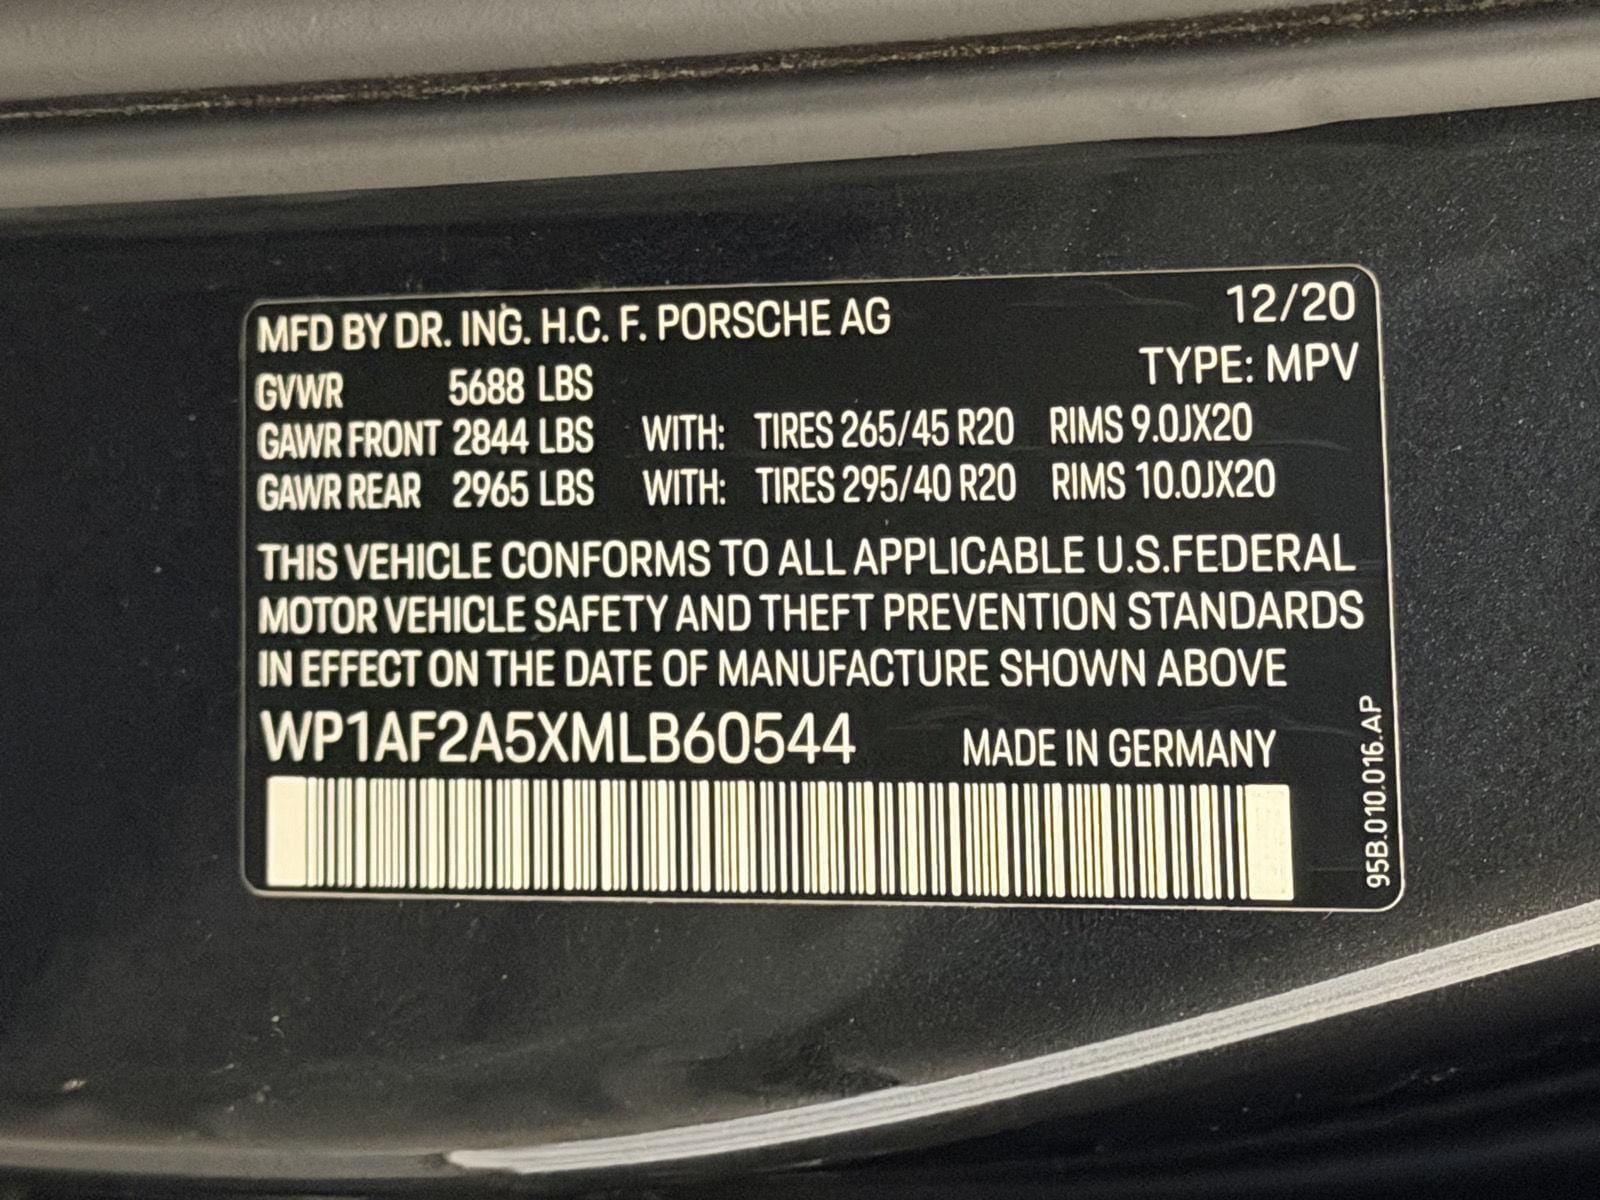 MFD BY DR. ING. H.C. F. PORSCHE AG 12/20
TYPE: MPV
GVWR 5688 LBS
GAWR FRONT 2844 LBS WITH: TIRES 265/45 R20 RIMS 9.0JX20
GAWR REAR 2965 LBS WITH: TIRES 295/40 R20 RIMS 10.0JX20
THIS VEHICLE CONFORMS TO ALL APPLICABLE U.S.FEDERAL
MOTOR VEHICLE SAFETY AND THEFT PREVENTION STANDARDS
IN EFFECT ON THE DATE OF MANUFACTURE SHOWN ABOVE
WP1AF2A5XMLB60544 MADE IN GERMANY
95B.010.016.AP